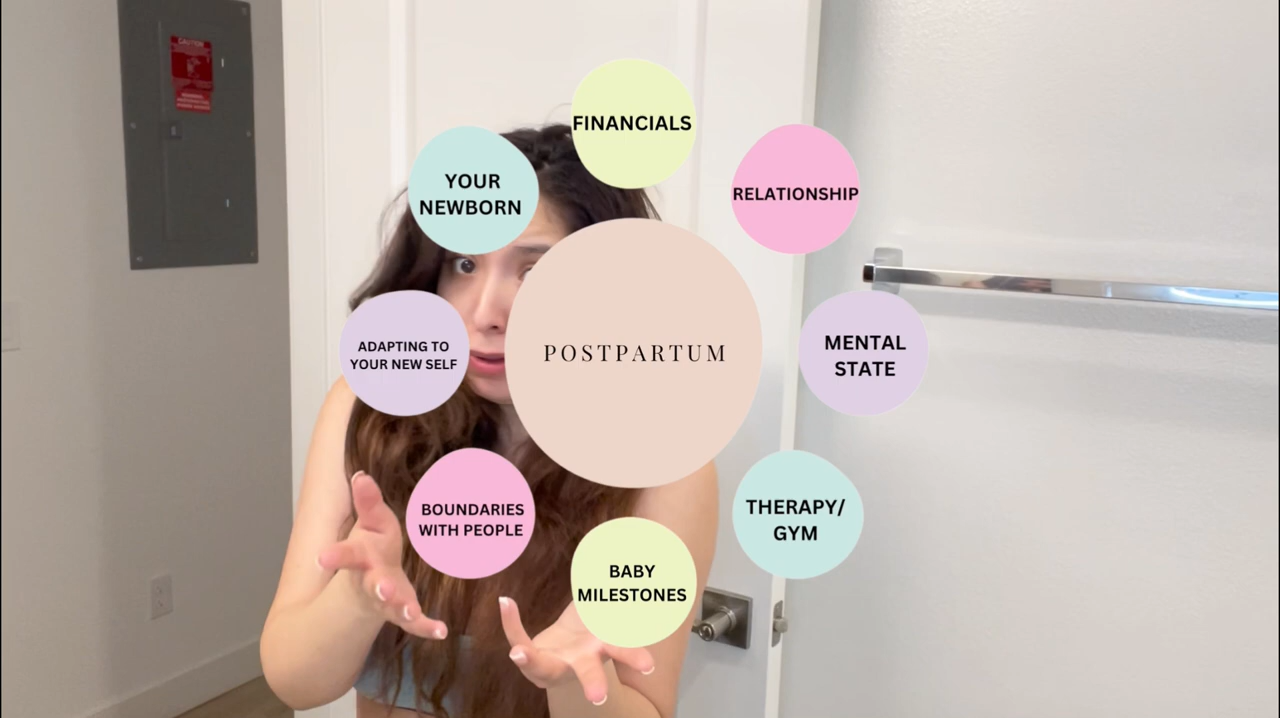 CAUTION
FINANCIALS
YOUR
NEWBORN
RELATIONSHIP
POSTPARTUM
ADAPTING TO
YOUR NEW SELF
MENTAL
STATE
BOUNDARIES
WITH PEOPLE
THERAPY/
GYM
BABY
MILESTONES